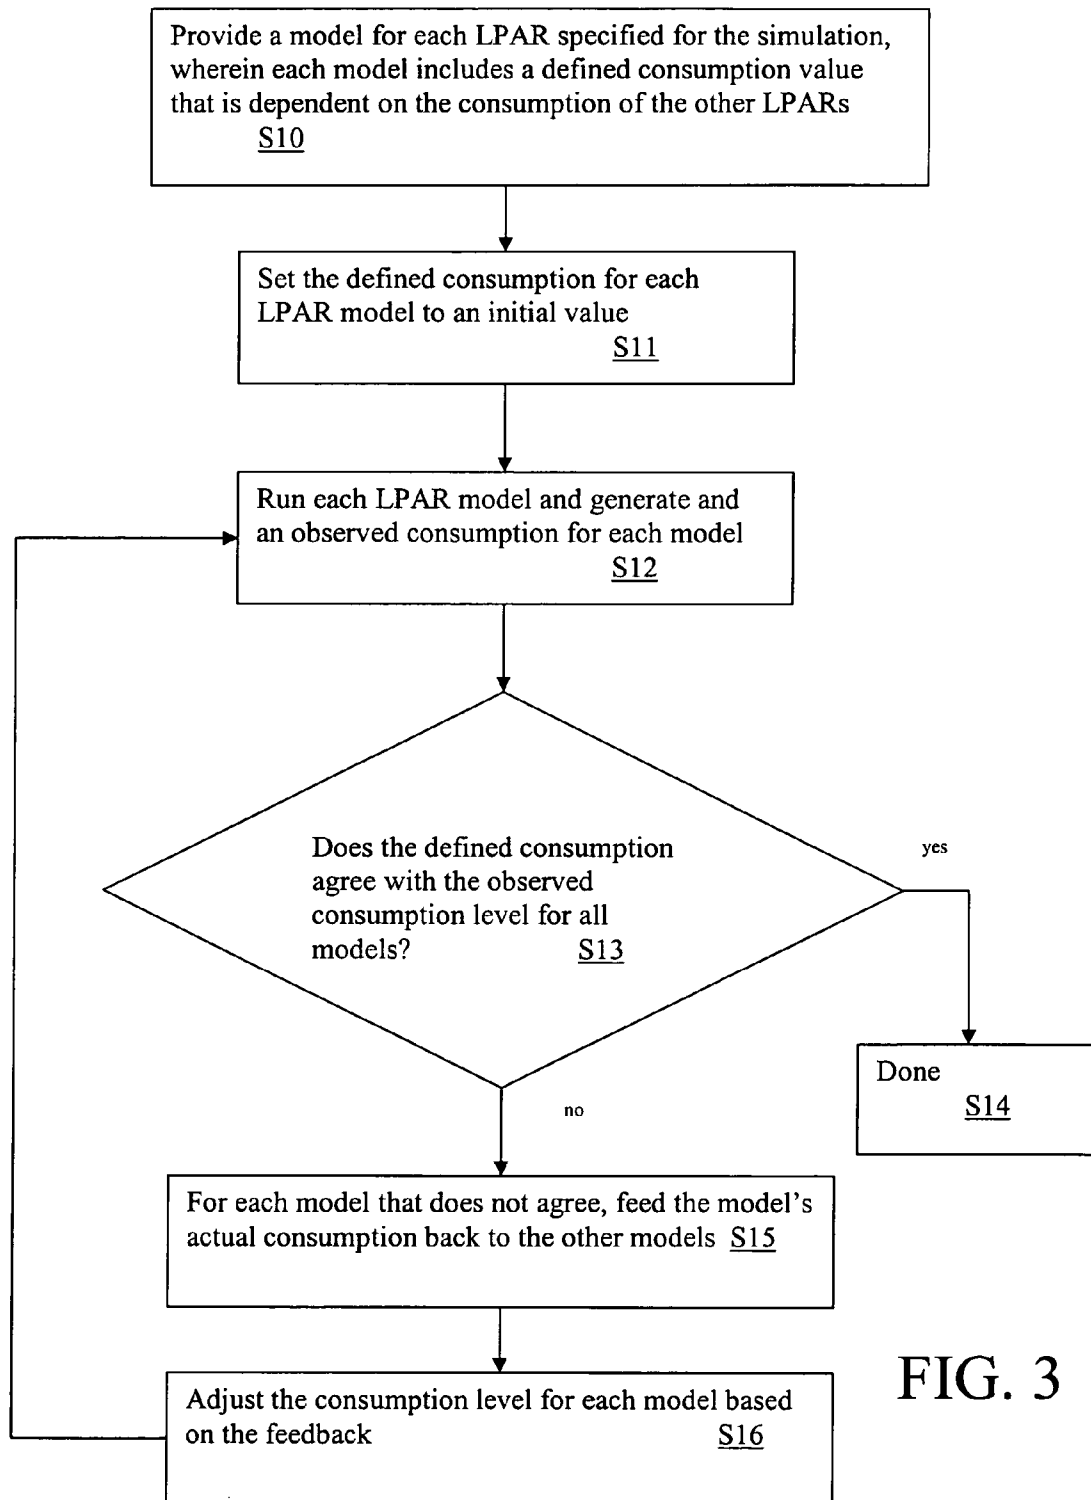 Provide a model for each LPAR specified for the simulation,
wherein each model includes a defined consumption value
that is dependent on the consumption of the other LPARs
S10
Set the defined consumption for each
LPAR model to an initial value
S11
Run each LPAR model and generate and
an observed consumption for each model
S12
Does the defined consumption
agree with the observed
consumption level for all
models? S13
yes
Done
S14
no
For each model that does not agree, feed the model's
actual consumption back to the other models S15
Adjust the consumption level for each model based
on the feedback S16
FIG. 3